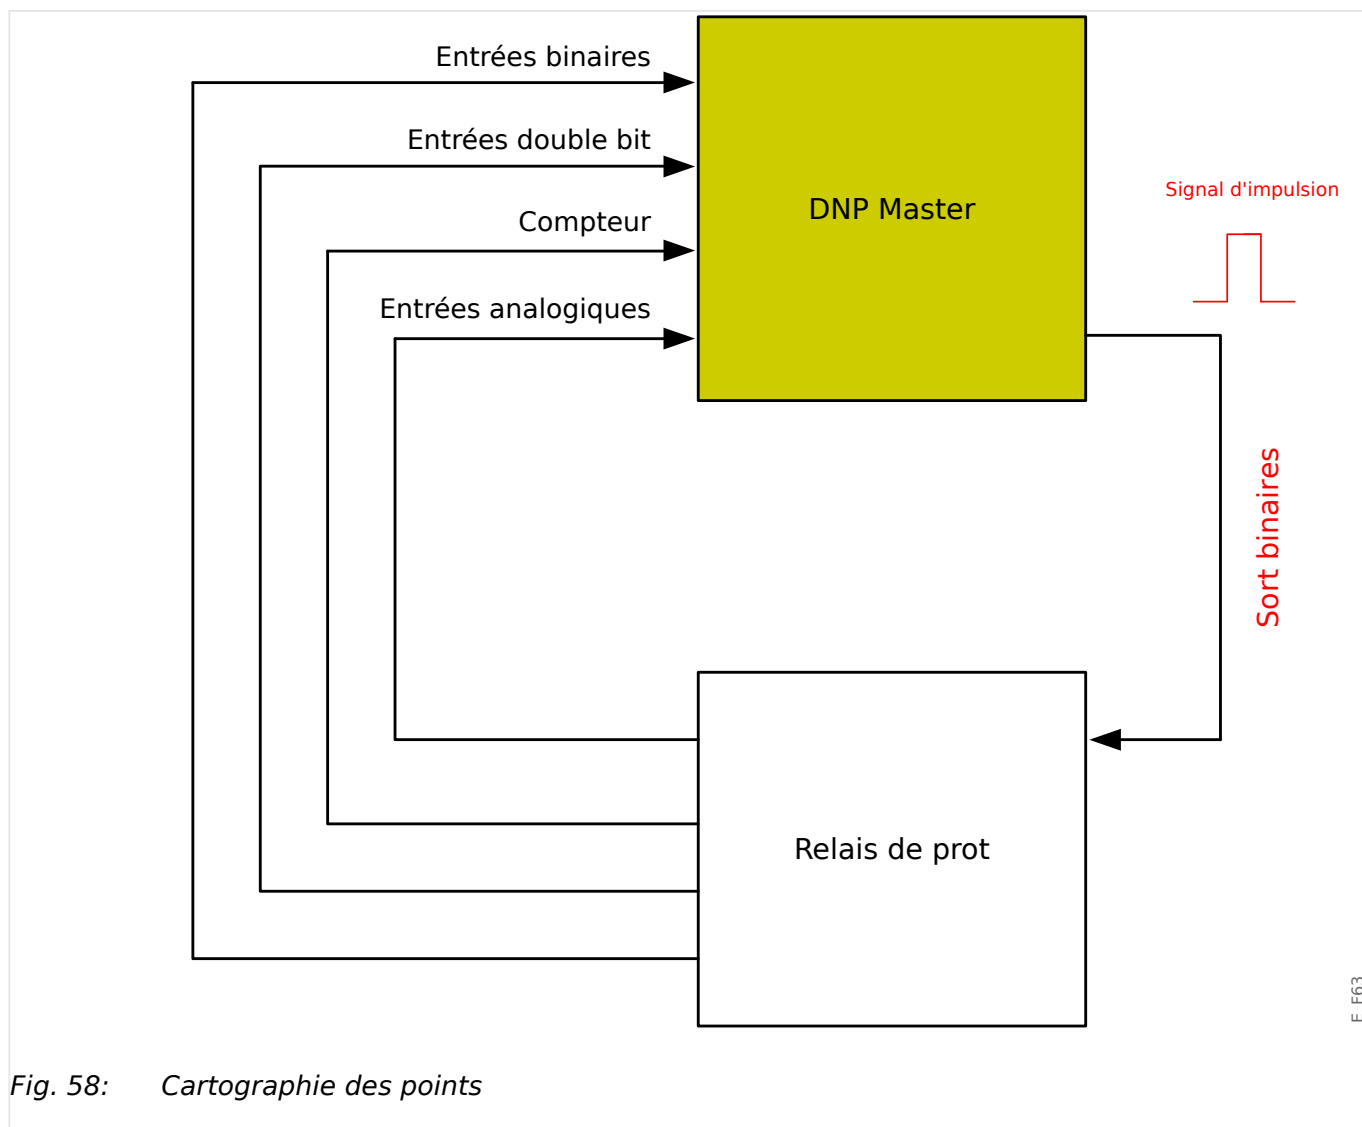 Entrées binaires
Entrées double bit
Compteur
Entrées analogiques
DNP Master
Signal d'impulsion
Sort binaires
Relais de prot
Fig. 58: Cartographie des points